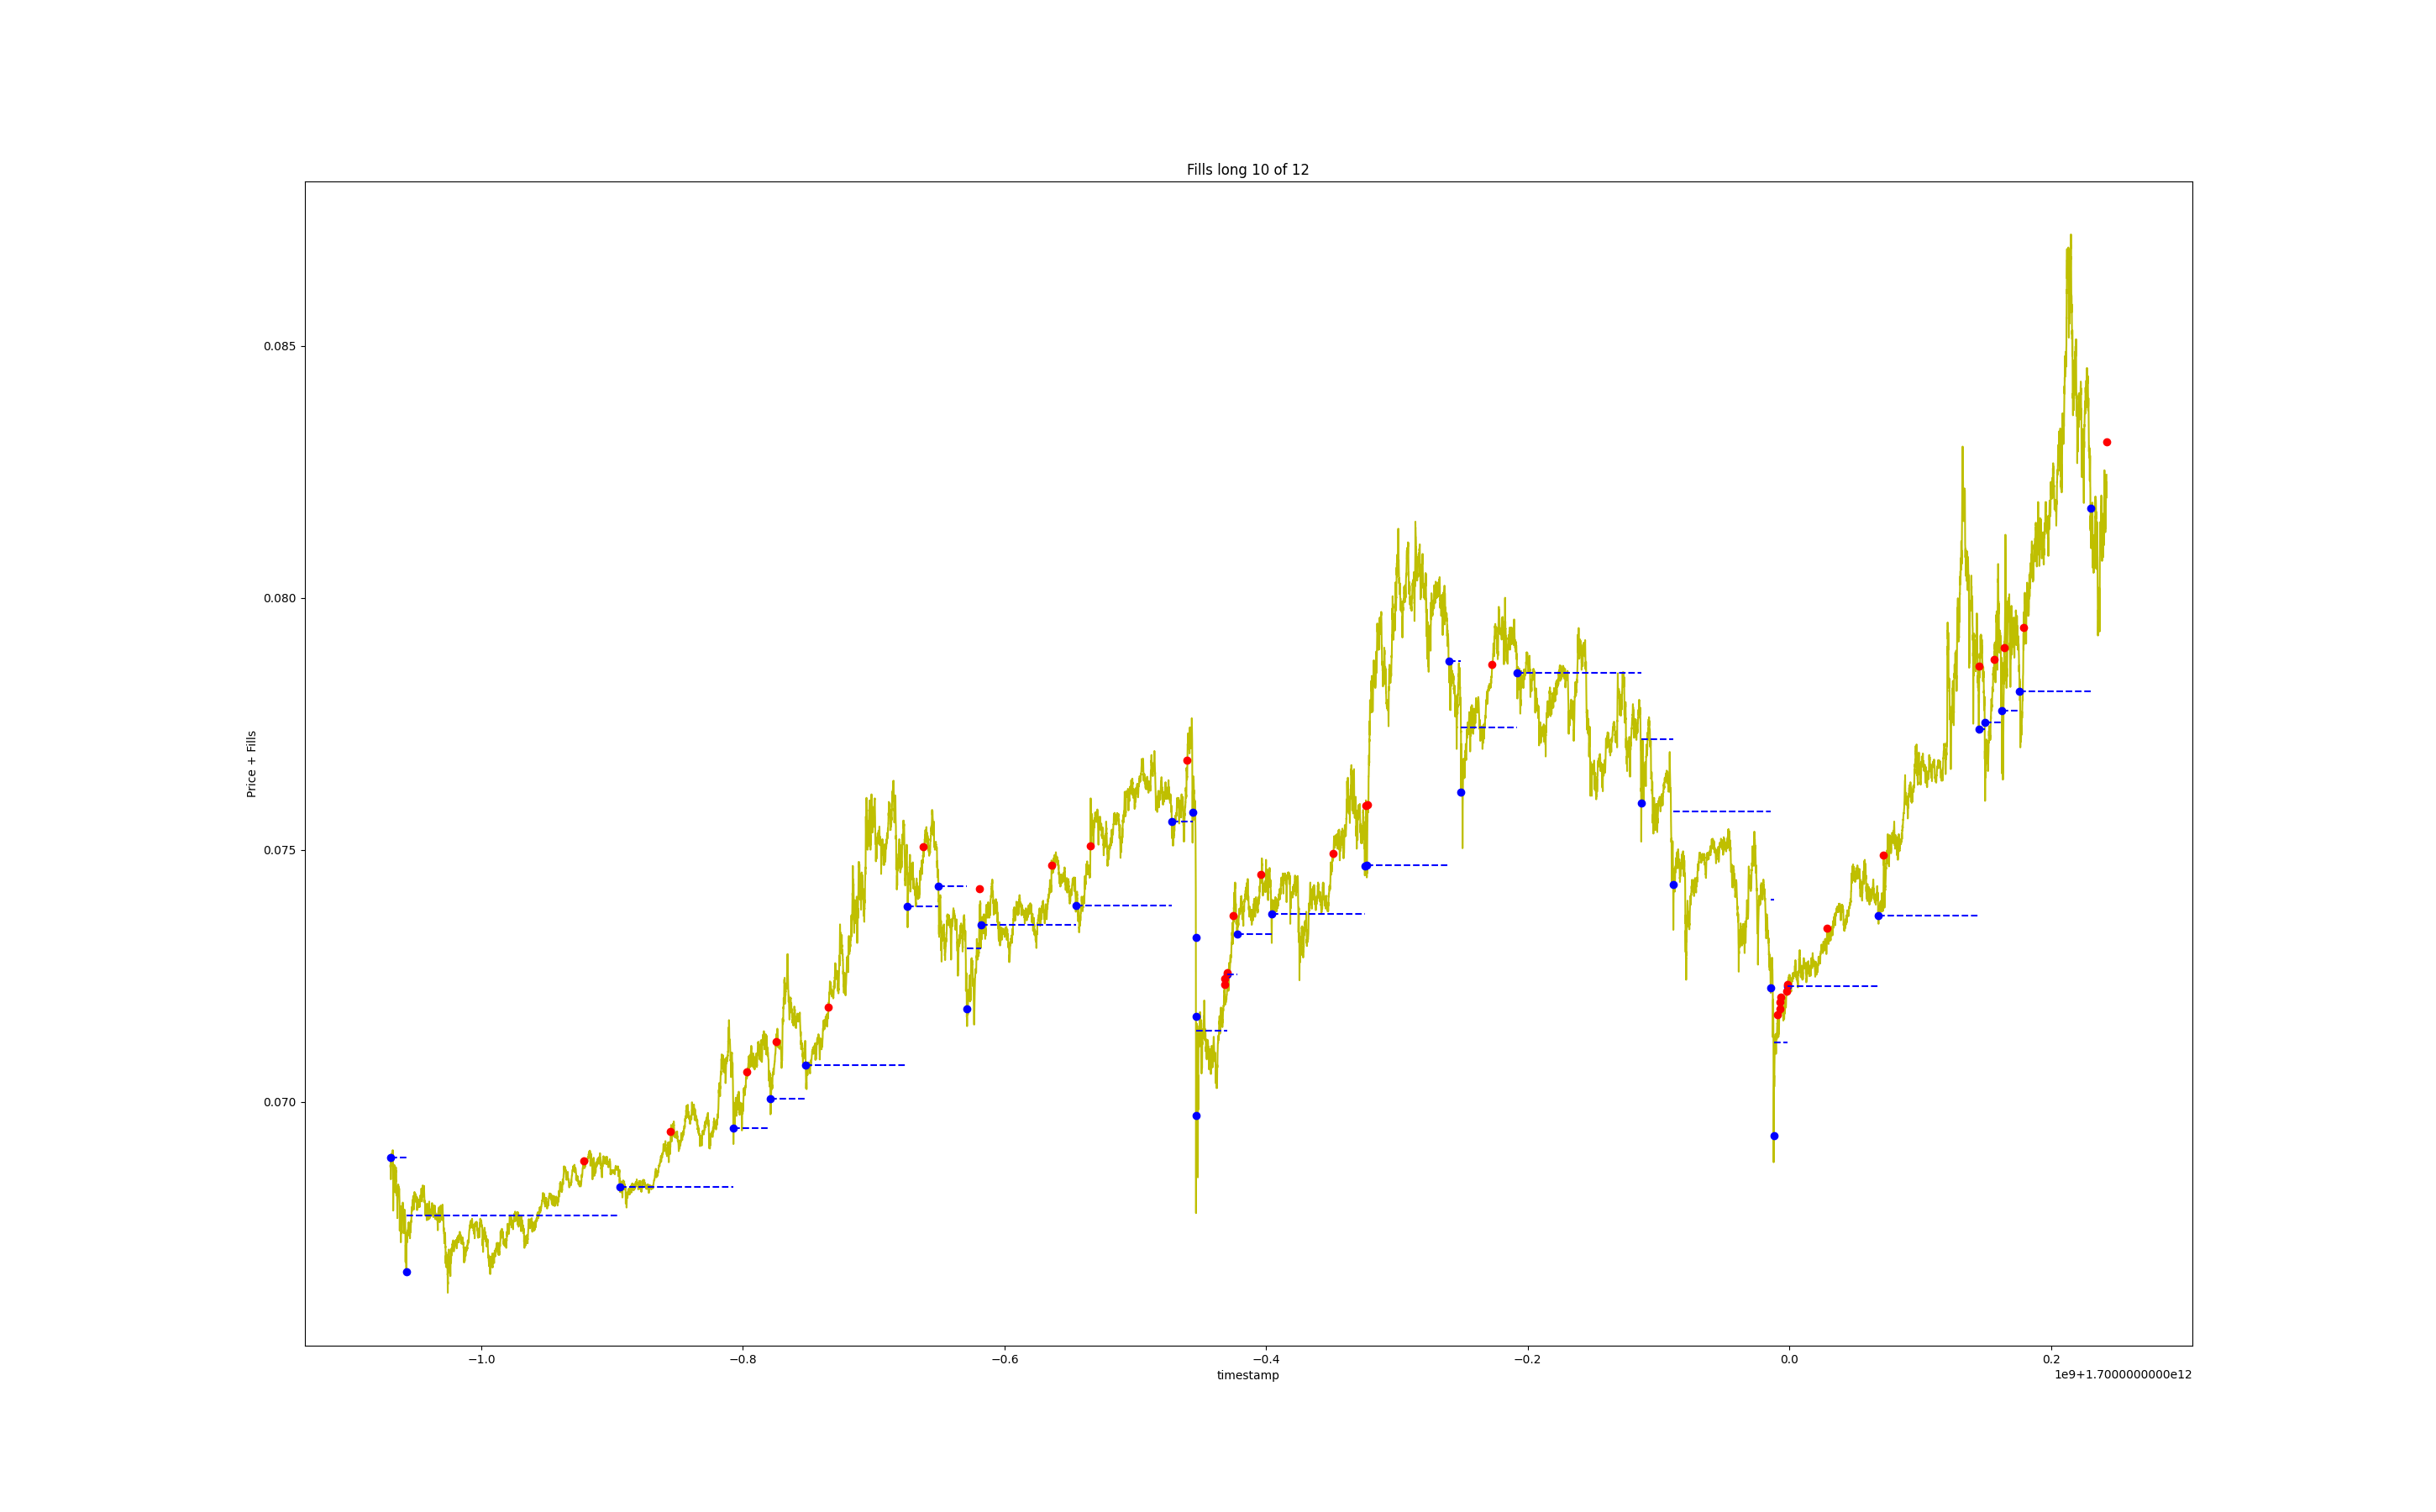 Fills long 10 of 12
Price + Fills
0.085
0.080
0.075
0.070
−1.0 −0.8 −0.6 −0.4 −0.2 0.0 0.2
timestamp
1e9+1.7000000000e12